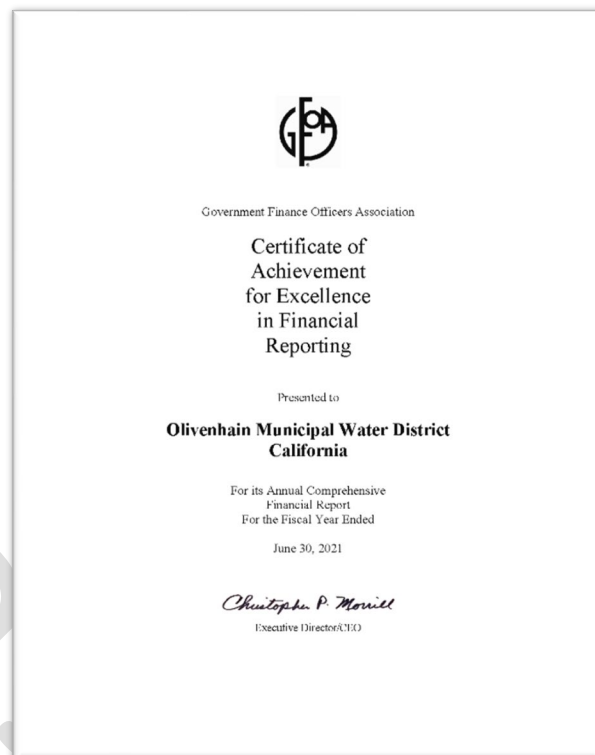 GFOA
Government Finance Officers Association
Certificate of
Achievement
for Excellence
in Financial
Reporting
Presented to
Olivenhain Municipal Water District
California
For its Annual Comprehensive
Financial Report
For the Fiscal Year Ended
June 30, 2021
Christopher P. Morrill
Executive Director/CEO